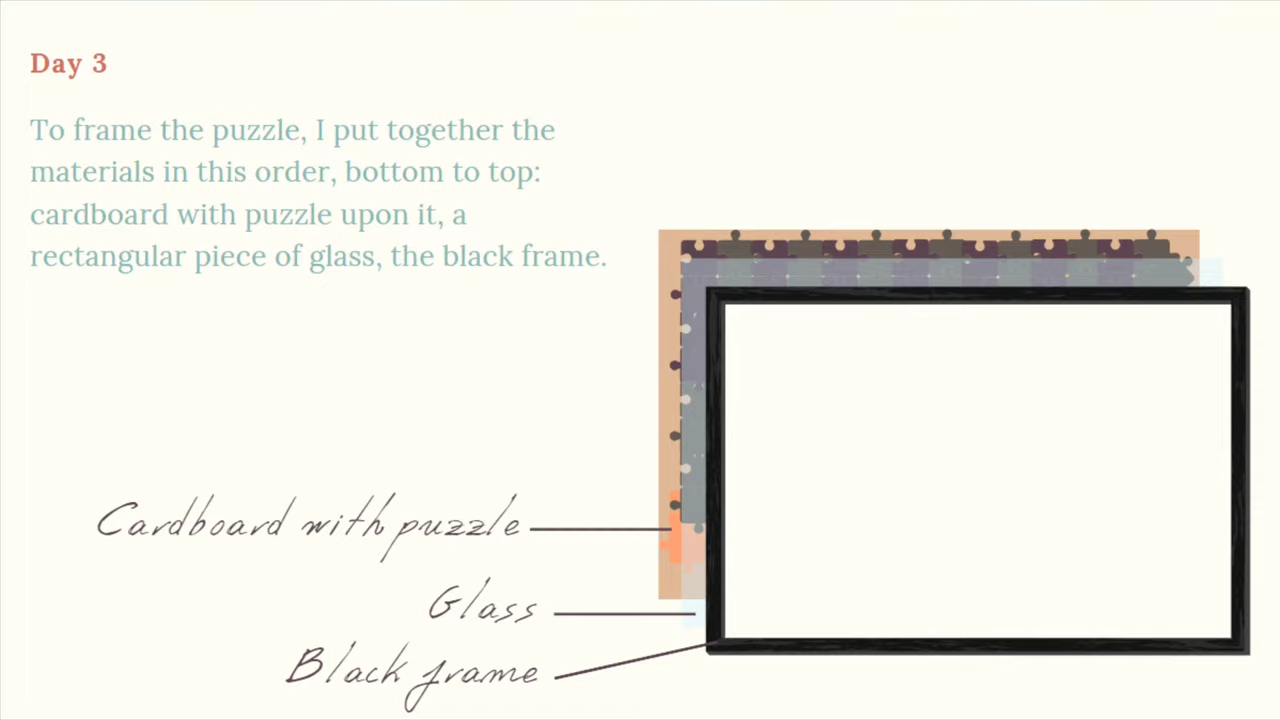 Day 3
To frame the puzzle, I put together the
materials in this order, bottom to top:
cardboard with puzzle upon it, a
rectangular piece of glass, the black frame.
Cardboard with puzzle
Glass
Black frame